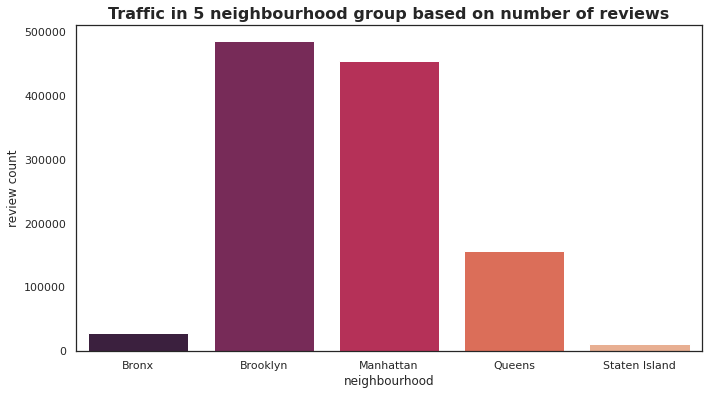 Traffic in 5 neighbourhood group based on number of reviews
500000
400000
300000
200000
100000
0
review count
Bronx Brooklyn Manhattan Queens Staten Island
neighbourhood